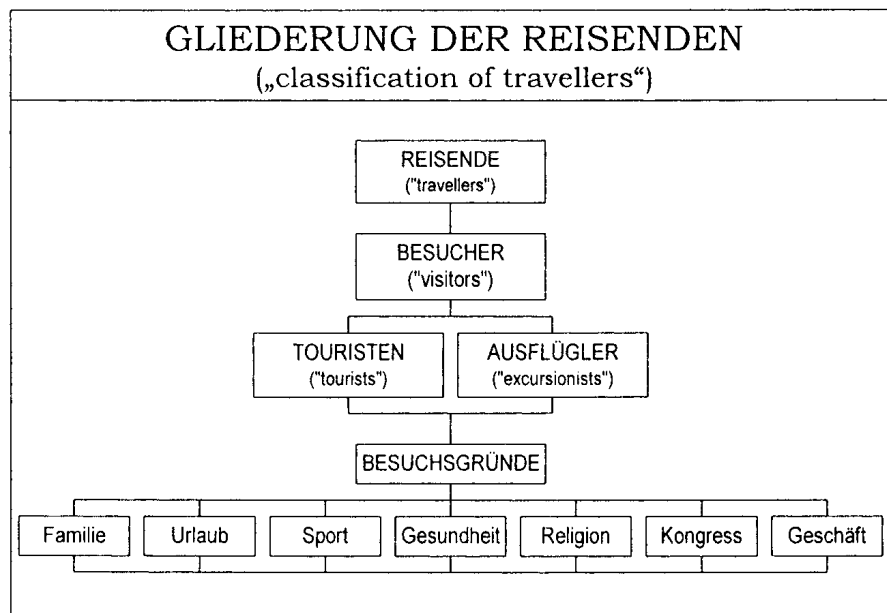 GLIEDERUNG DER REISENDEN
(„classification of travellers“)
REISENDE
("travellers")
BESUCHER
("visitors")
TOURISTEN
("tourists")
AUSFLÜGLER
("excursionists")
BESUCHSGRÜNDE
Familie
Urlaub
Sport
Gesundheit
Religion
Kongress
Geschäft